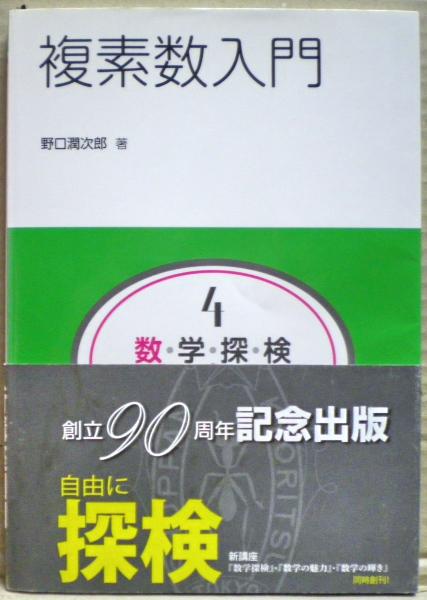 複素数入門
野口潤次郎 著
4
数・学・探・検
創立90周年記念出版
自由に
探検
新講座
『数学探検』・『数学の魅力』・『数学の輝き』
同時創刊!